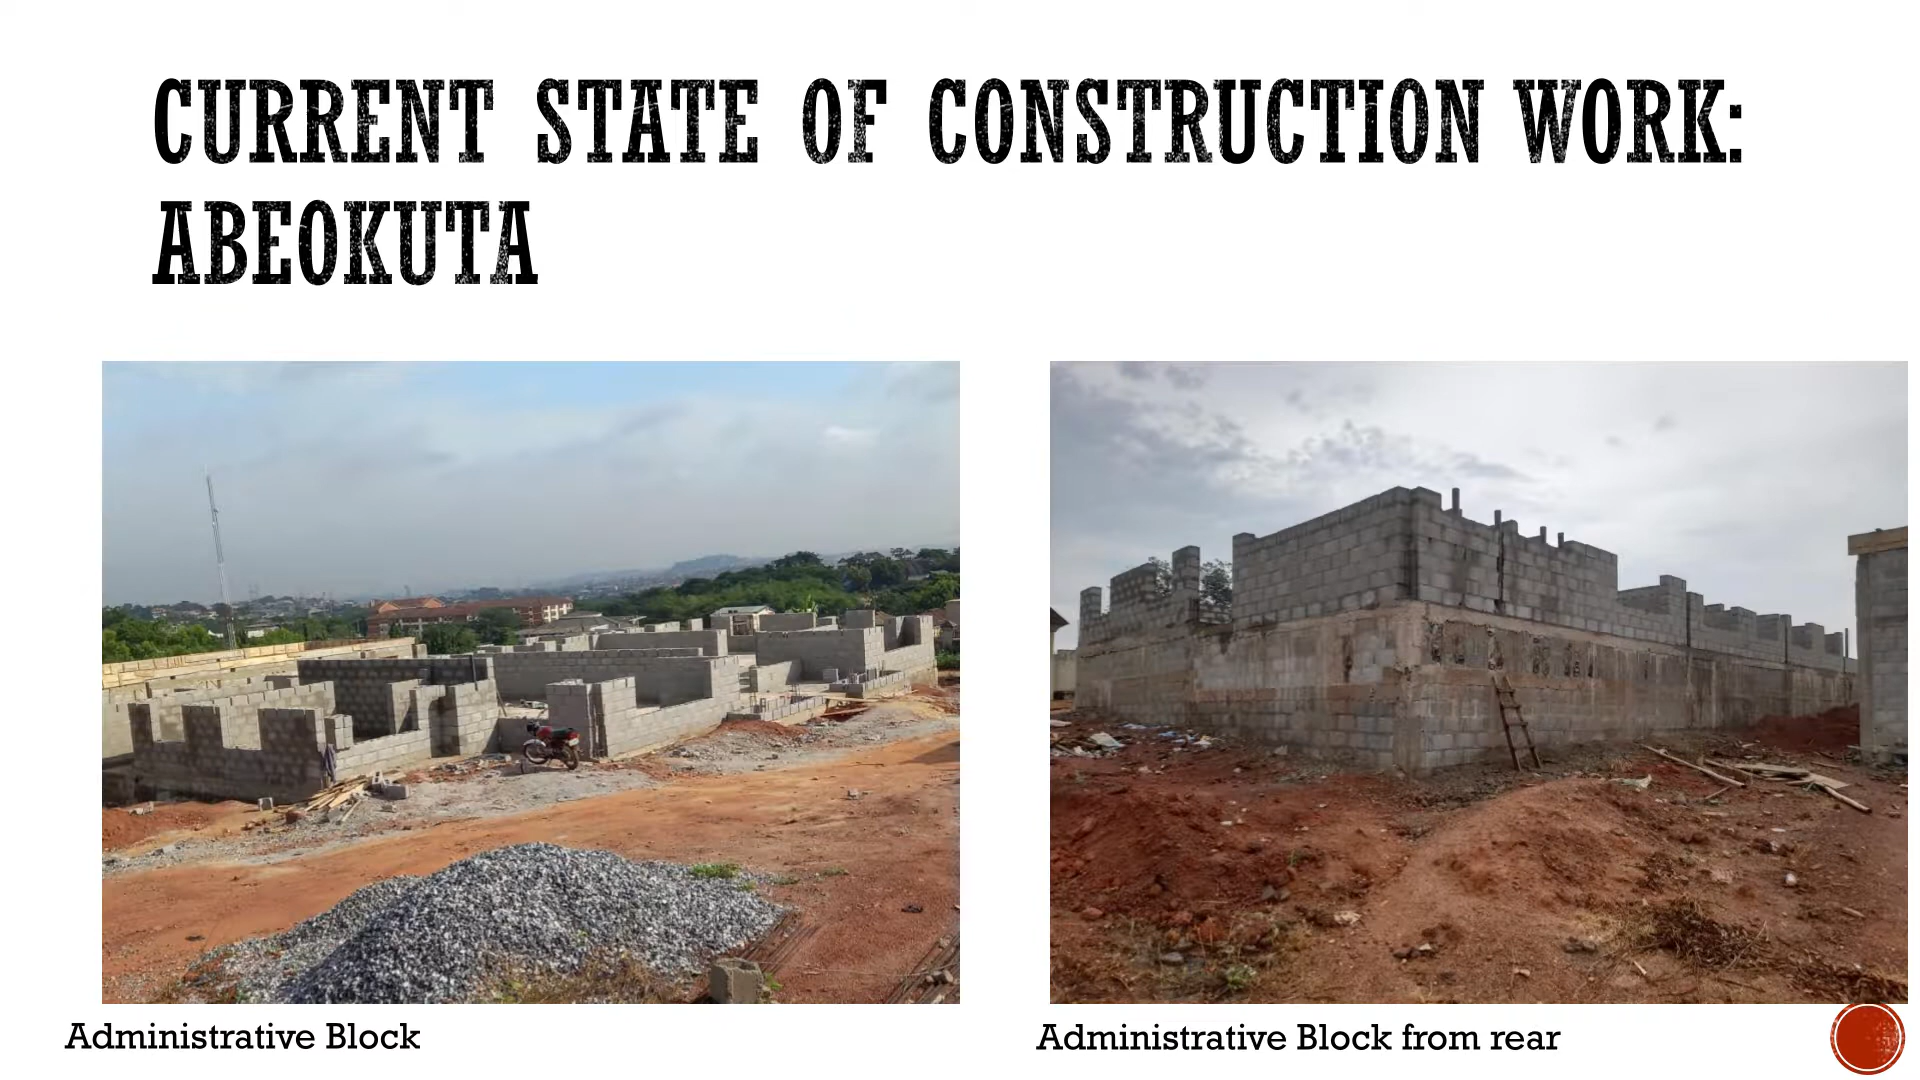 CURRENT STATE OF CONSTRUCTION WORK:
ABEOKUTA
Administrative Block
Administrative Block from rear